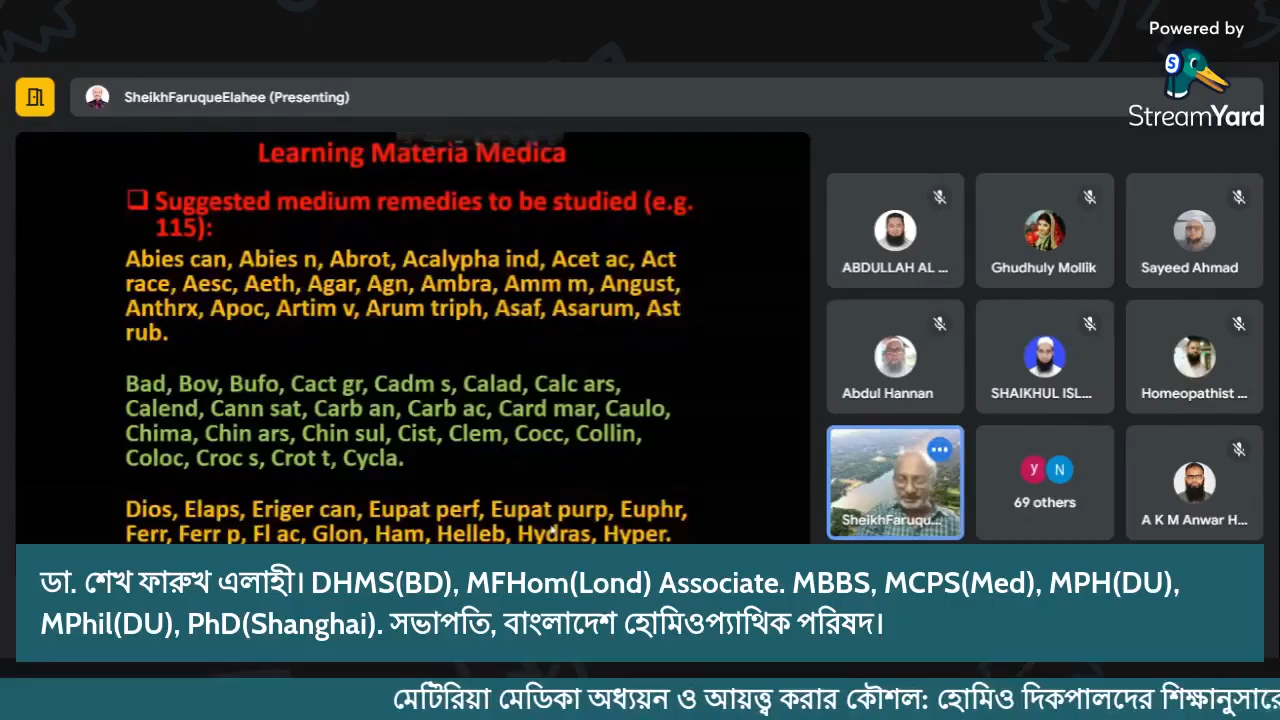 Powered by
StreamYard
SheikhFaruqueElahee (Presenting)
Learning Materia Medica
Suggested medium remedies to be studied (e.g.
115):
Abies can, Abies n, Abrot, Acalypha ind, Acet ac, Act
race, Aesc, Aeth, Agar, Agn, Ambra, Amm m, Angust,
Anthrx, Apoc, Artim v, Arum triph, Asaf, Asarum, Ast
rub.
Bad, Bov, Bufo, Cact gr, Cadm s, Calad, Calc ars,
Calend, Cann sat, Carb an, Carb ac, Card mar, Caulo,
Chima, Chin ars, Chin sul, Cist, Clem, Cocc, Collin,
Coloc, Croc s, Crot t, Cycla.
Dios, Elaps, Eriger can, Eupat perf, Eupat purp, Euphr,
Ferr, Ferr p, Fl ac, Glon, Ham, Helleb, Hydras, Hyper.
ABDULLAH AL ...
Ghudhuly Mollik
Sayeed Ahmad
Abdul Hannan
SHAIKHUL ISL...
Homeopathist ...
SheikhFaruqu...
y N
69 others
A K M Anwar H...
ডা. শেখ ফারুখ এলাহী। DHMS(BD), MFHom(Lond) Associate. MBBS, MCPS(Med), MPH(DU),
MPhil(DU), PhD(Shanghai). সভাপতি, বাংলাদেশ হোমিওপ্যাথিক পরিষদ।
মেটিরিয়া মেডিকা অধ্যয়ন ও আয়ত্ত্ব করার কৌশল: হোমিও দিকপালদের শিক্ষানুসারে